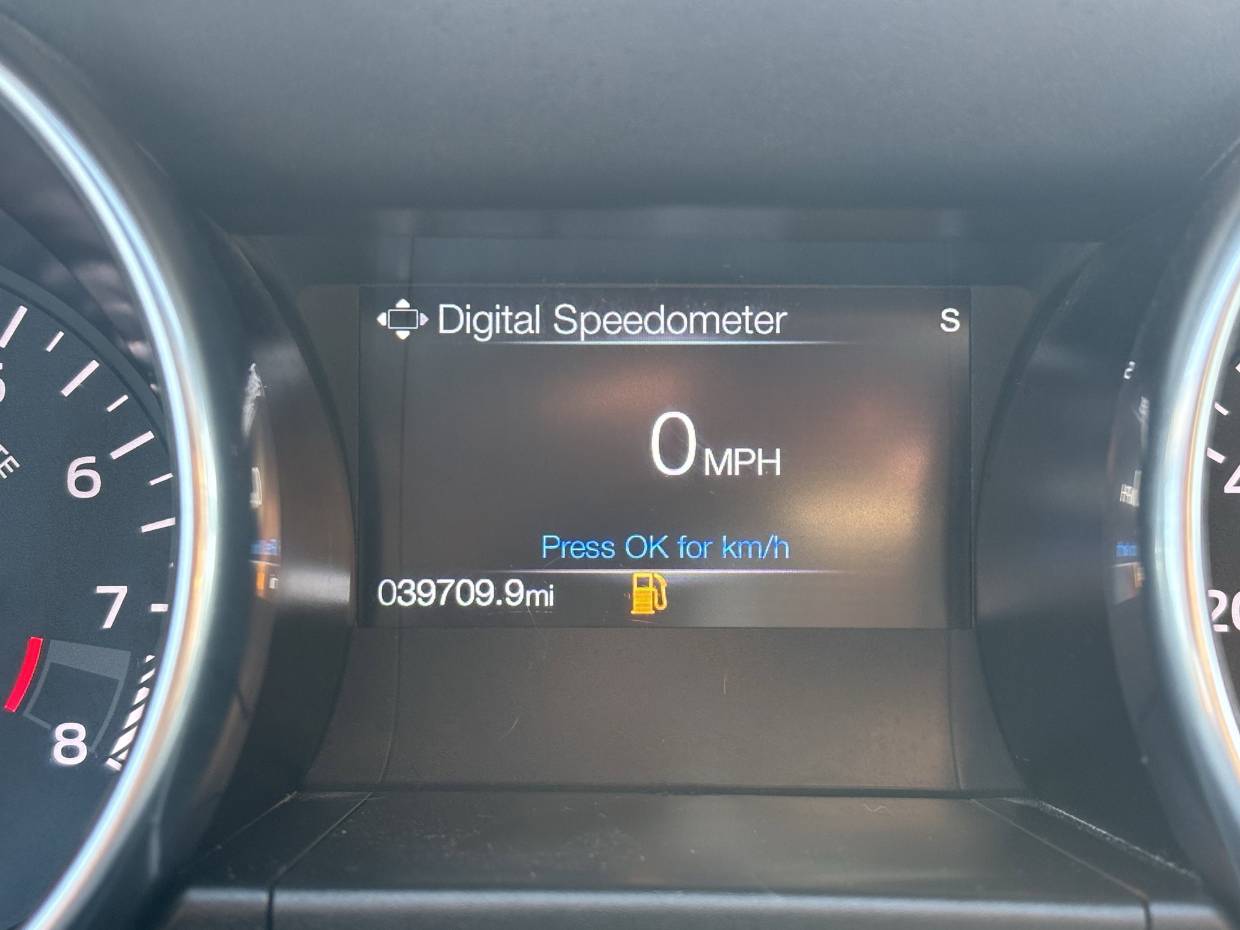 Digital Speedometer S
0 MPH
Press OK for km/h
039709.9mi
6
7
8